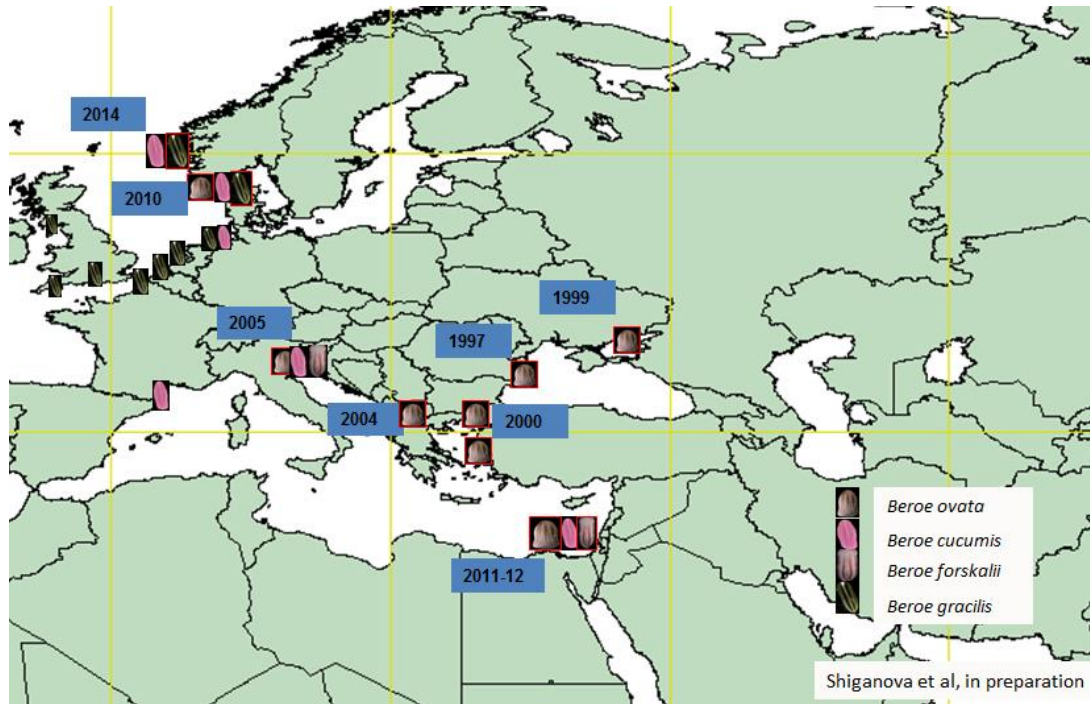 2014
2010
1999
2005
1997
2004
2000
Beroe ovata
Beroe cucumis
Beroe forskalii
2011-12
Beroe gracilis
Shiganova et al, in preparation